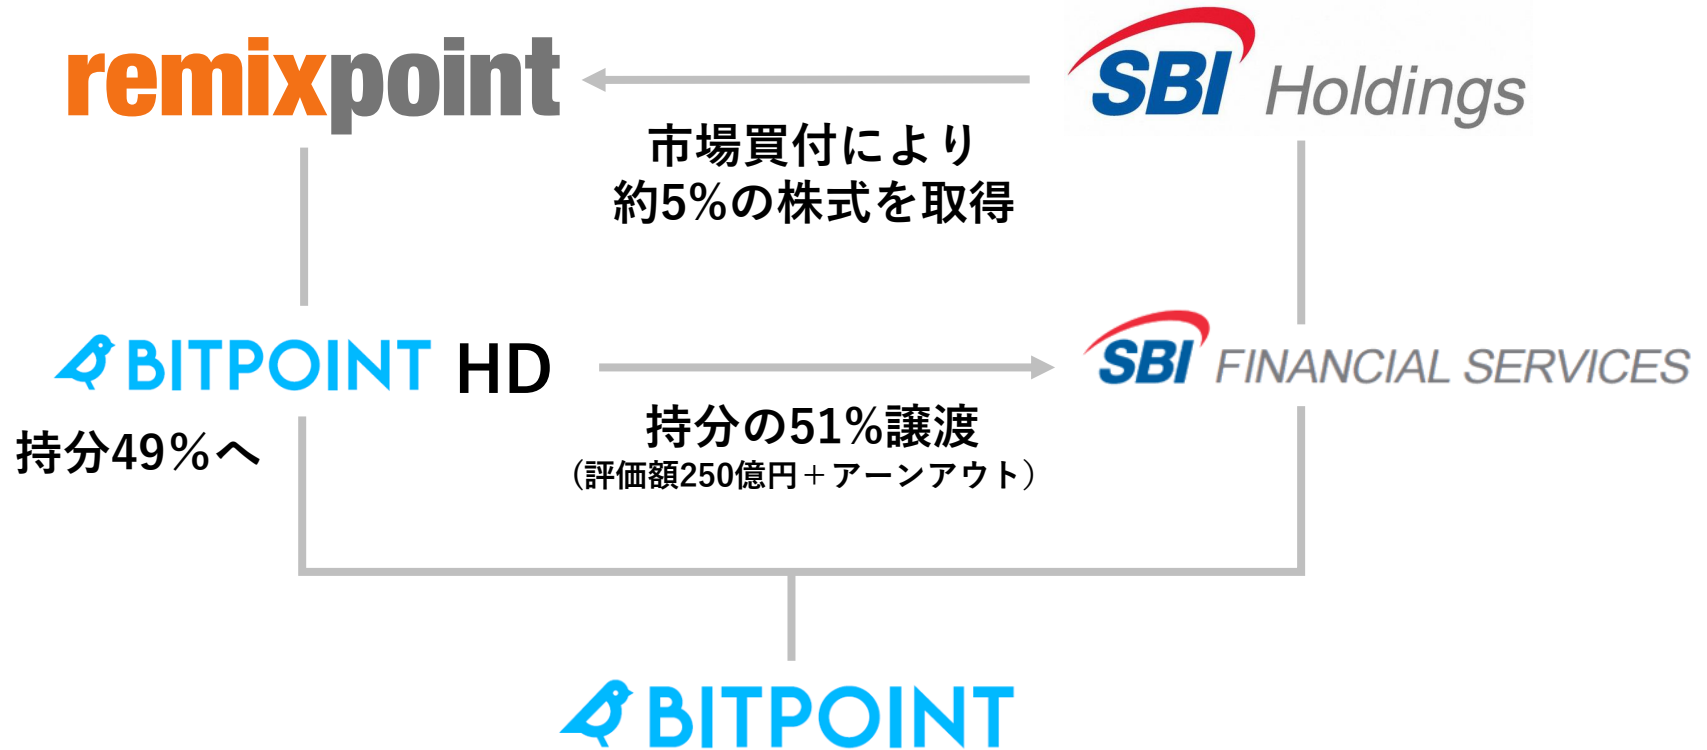 remixpoint
SBI Holdings
市場買付により
約5%の株式を取得
BITPOINT HD
SBI FINANCIAL SERVICES
持分49%へ
持分の51%譲渡
(評価額250億円+アーンアウト)
BITPOINT